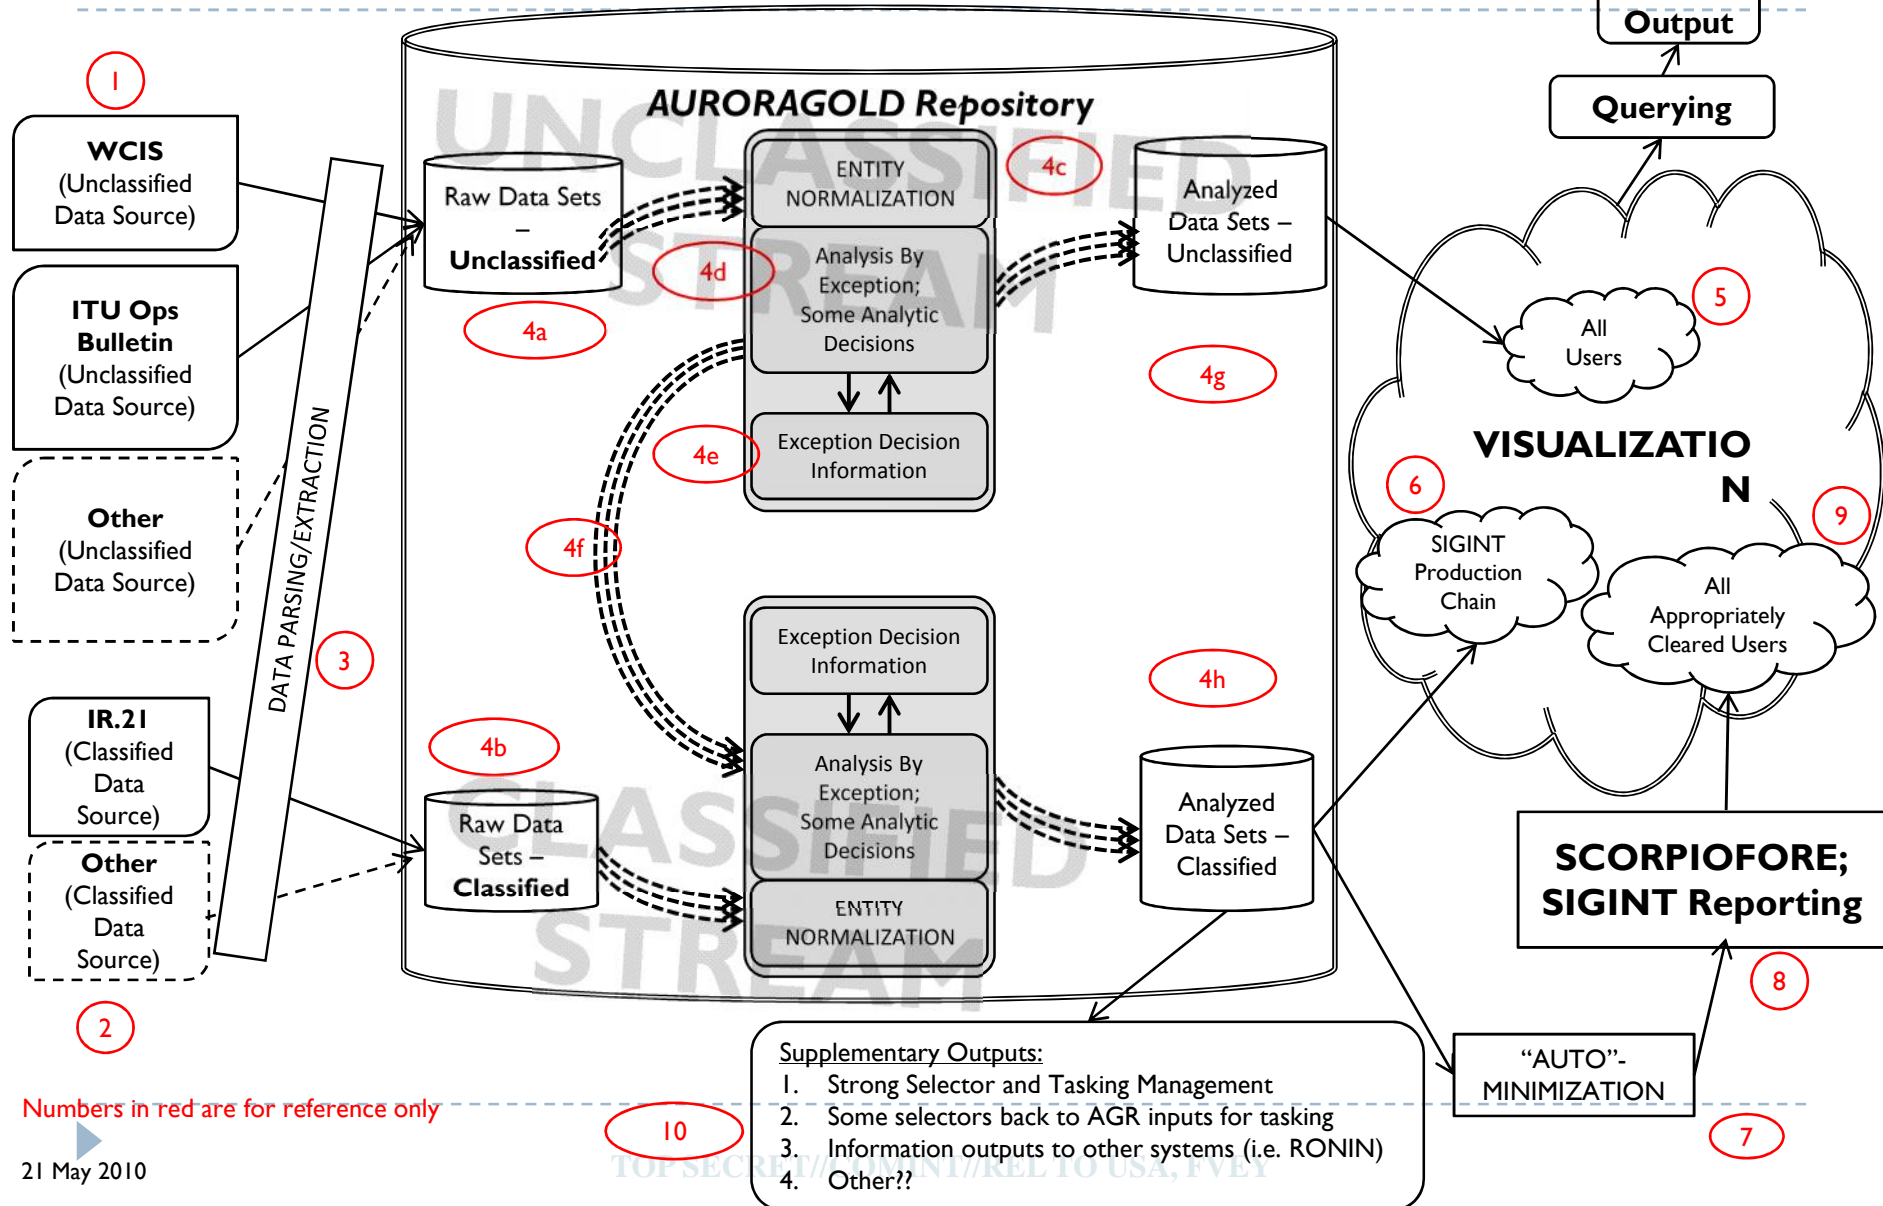 Output
Querying
1
WCIS
(Unclassified
Data Source)
ITU Ops
Bulletin
(Unclassified
Data Source)
Other
(Unclassified
Data Source)
IR.21
(Classified
Data
Source)
Other
(Classified
Data
Source)
2
DATA PARSING/EXTRACTION
3
AURORAGOLD Repository
UNCLASSIFIED
STREAM
Raw Data Sets
–
Unclassified
4a
ENTITY
NORMALIZATION
4c
4d
Analysis By
Exception;
Some Analytic
Decisions
4e
Exception Decision
Information
Analyzed
Data Sets –
Unclassified
4g
4f
Exception Decision
Information
4h
4b
CLASSIFIED
STREAM
Raw Data
Sets –
Classified
Analysis By
Exception;
Some Analytic
Decisions
ENTITY
NORMALIZATION
Analyzed
Data Sets –
Classified
5
All
Users
VISUALIZATIO
N
6
SIGINT
Production
Chain
9
All
Appropriately
Cleared Users
SCORPIOFORE;
SIGINT Reporting
8
"AUTO"-
MINIMIZATION
7
10
Supplementary Outputs:
1. Strong Selector and Tasking Management
2. Some selectors back to AGR inputs for tasking
3. Information outputs to other systems (i.e. RONIN)
4. Other??
Numbers in red are for reference only
21 May 2010
TOP SECRET//COMINT//REL TO USA, FVEY